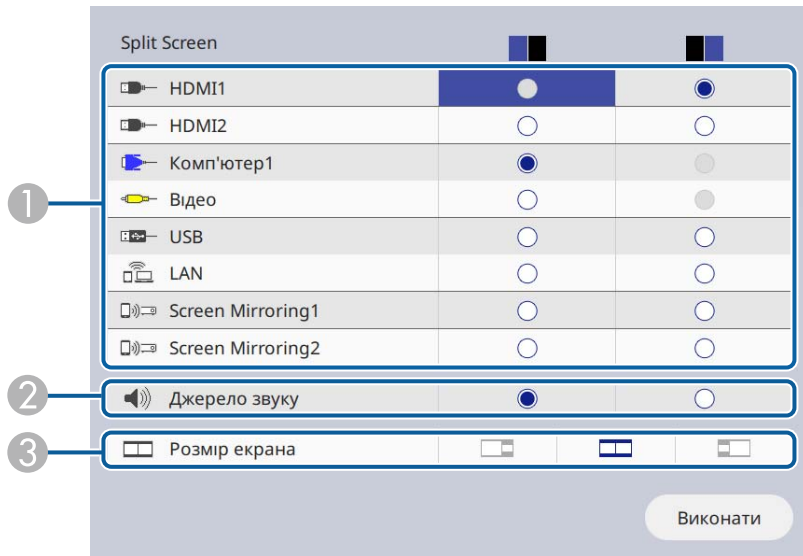 Split Screen
HDMI1
HDMI2
Комп'ютер1
Відео
USB
LAN
Screen Mirroring1
Screen Mirroring2
Джерело звуку
Розмір екрана
Виконати
1
2
3